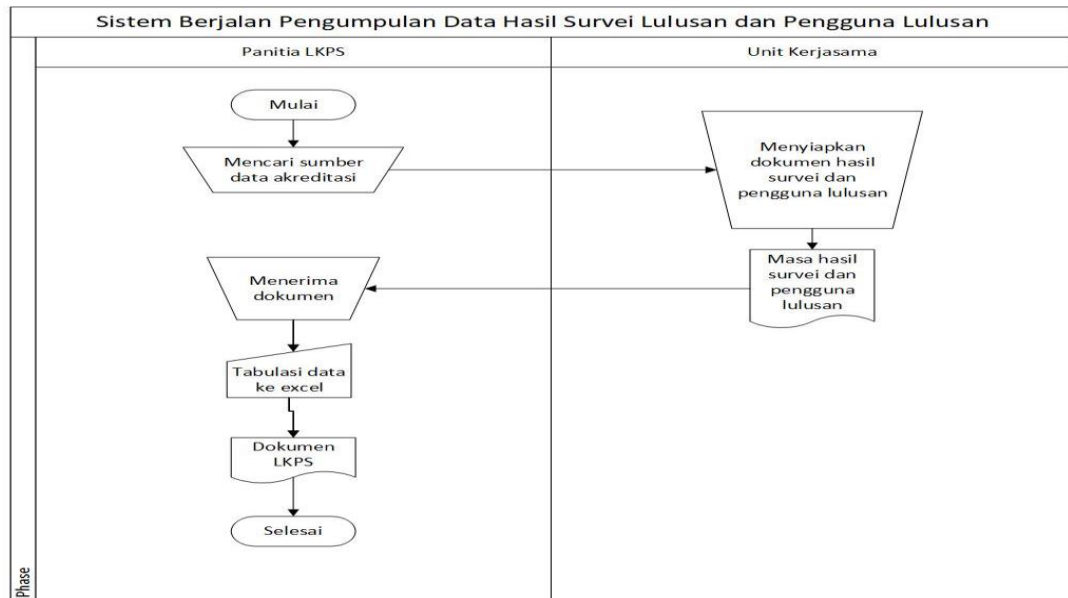 Sistem Berjalan Pengumpulan Data Hasil Survei Lulusan dan Pengguna Lulusan
Panitia LKPS
Unit Kerjasama
Mulai
Mencari sumber
data akreditasi
Menyiapkan
dokumen hasil
survei dan
pengguna lulusan
Masa hasil
survei dan
pengguna
lulusan
Menerima
dokumen
Tabulasi data
ke excel
Dokumen
LKPS
Selesai
Phase